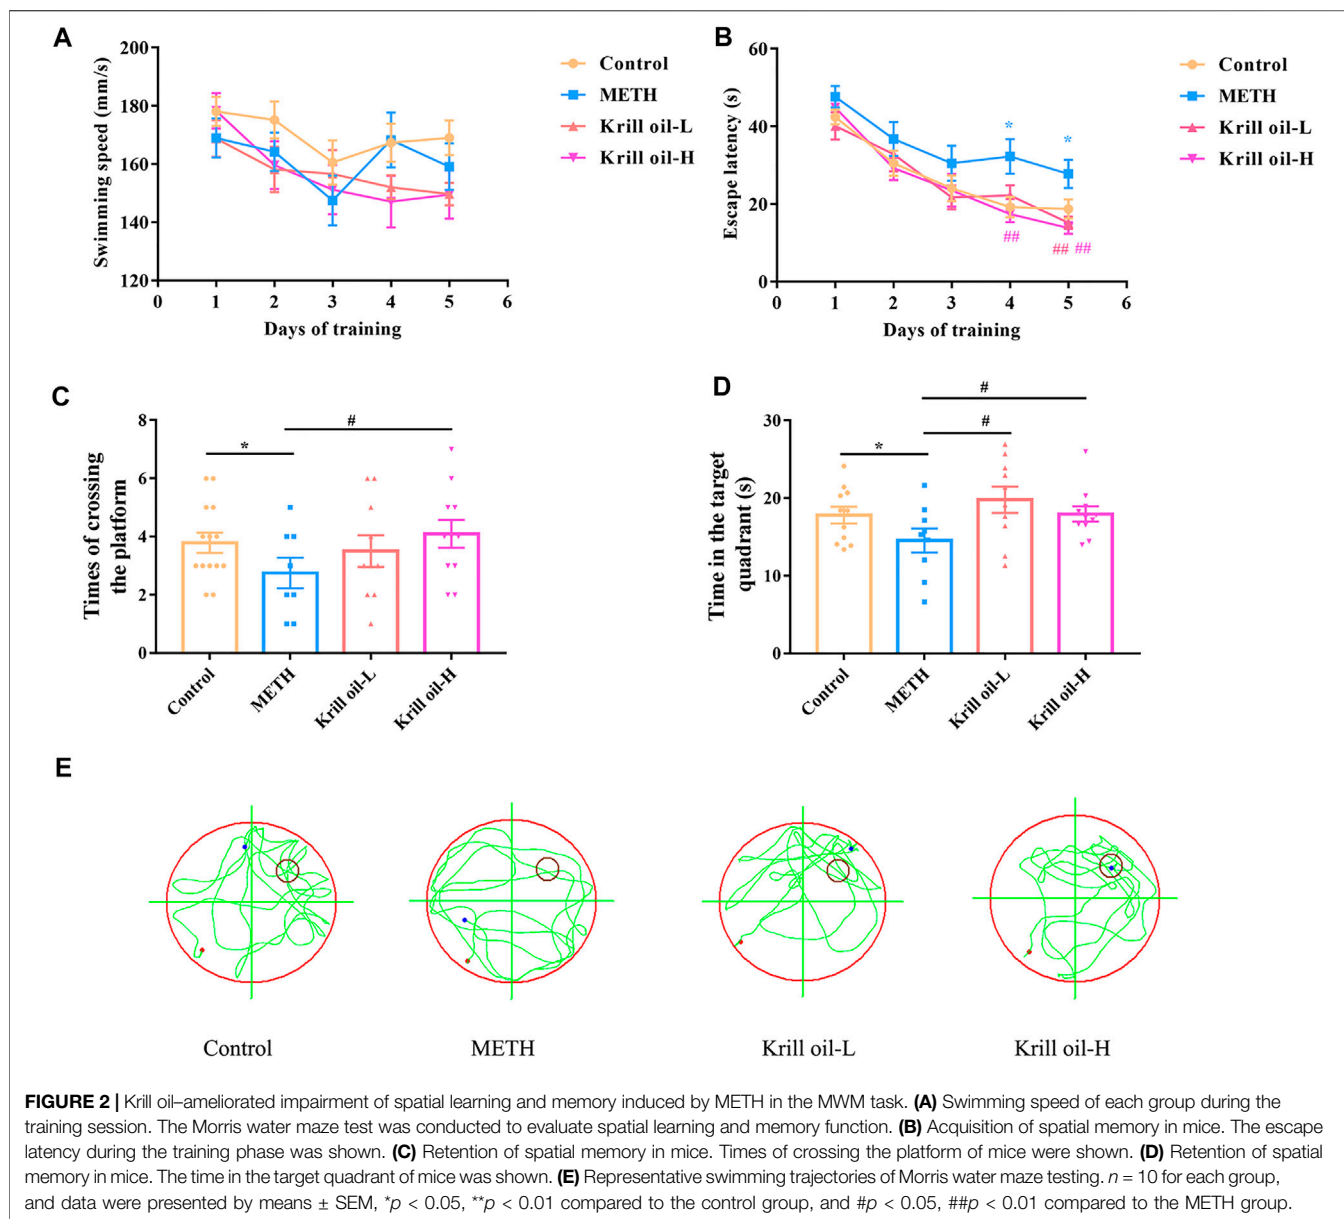 A
200
180
160
140
120
Swimming speed (mm/s)
0 1 2 3 4 5 6
Days of training
Control
METH
Krill oil-L
Krill oil-H
B
60
40
20
0
Escape latency (s)
* *
## ## ##
0 1 2 3 4 5 6
Days of training
Control
METH
Krill oil-L
Krill oil-H
C
8
6
4
2
0
Times of crossing
the platform
* #
Control METH Krill oil-L Krill oil-H
D
30
20
10
0
Time in the target
quadrant (s)
#
#
*
Control METH Krill oil-L Krill oil-H
E
Control METH Krill oil-L Krill oil-H
FIGURE 2 | Krill oil–ameliorated impairment of spatial learning and memory induced by METH in the MWM task. (A) Swimming speed of each group during the
training session. The Morris water maze test was conducted to evaluate spatial learning and memory function. (B) Acquisition of spatial memory in mice. The escape
latency during the training phase was shown. (C) Retention of spatial memory in mice. Times of crossing the platform of mice were shown. (D) Retention of spatial
memory in mice. The time in the target quadrant of mice was shown. (E) Representative swimming trajectories of Morris water maze testing. n = 10 for each group,
and data were presented by means ± SEM, *p < 0.05, **p < 0.01 compared to the control group, and #p < 0.05, ##p < 0.01 compared to the METH group.